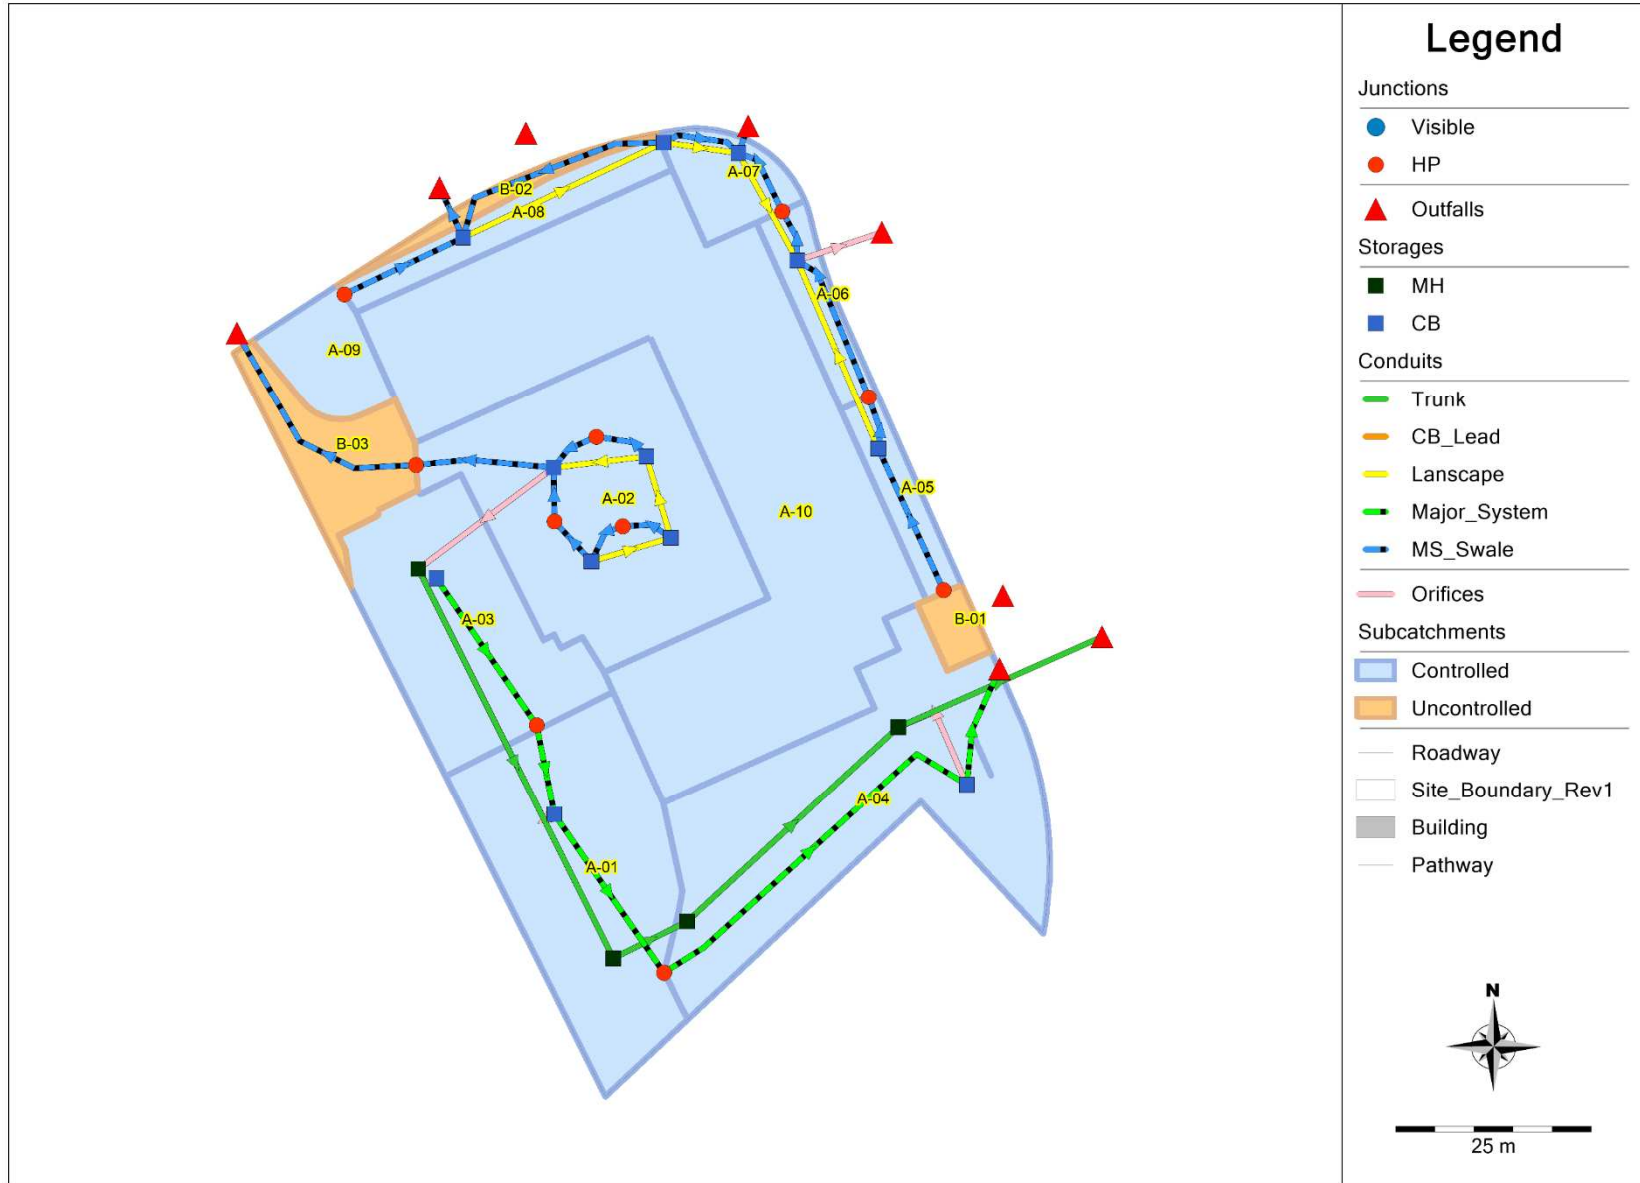 Legend
Junctions
Visible
HP
Outfalls
Storages
MH
CB
Conduits
Trunk
CB_Lead
Lanscape
Major_System
MS_Swale
Orifices
Subcatchments
Controlled
Uncontrolled
Roadway
Site_Boundary_Rev1
Building
Pathway
N
25 m
A-07
B-02
A-08
A-06
A-09
B-03
A-02
A-05
A-10
A-03
B-01
A-04
A-01